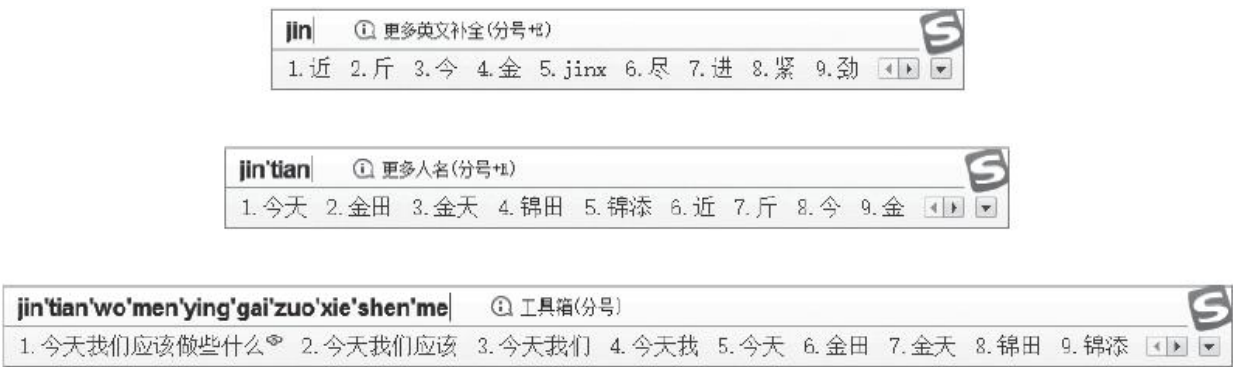 jin ⓘ 更多英文补全(分号+E)
1.近 2.斤 3.今 4.金 5.jinx 6.尽 7.进 8.紧 9.劲
jin'tian ⓘ 更多人名(分号+R)
1.今天 2.金田 3.金天 4.锦田 5.锦添 6.近 7.斤 8.今 9.金
jin'tian'wo'men'ying'gai'zuo'xie'shen'me ⓘ 工具箱(分号)
1.今天我们应该做些什么 2.今天我们应该 3.今天我们 4.今天我 5.今天 6.金田 7.金天 8.锦田 9.锦添